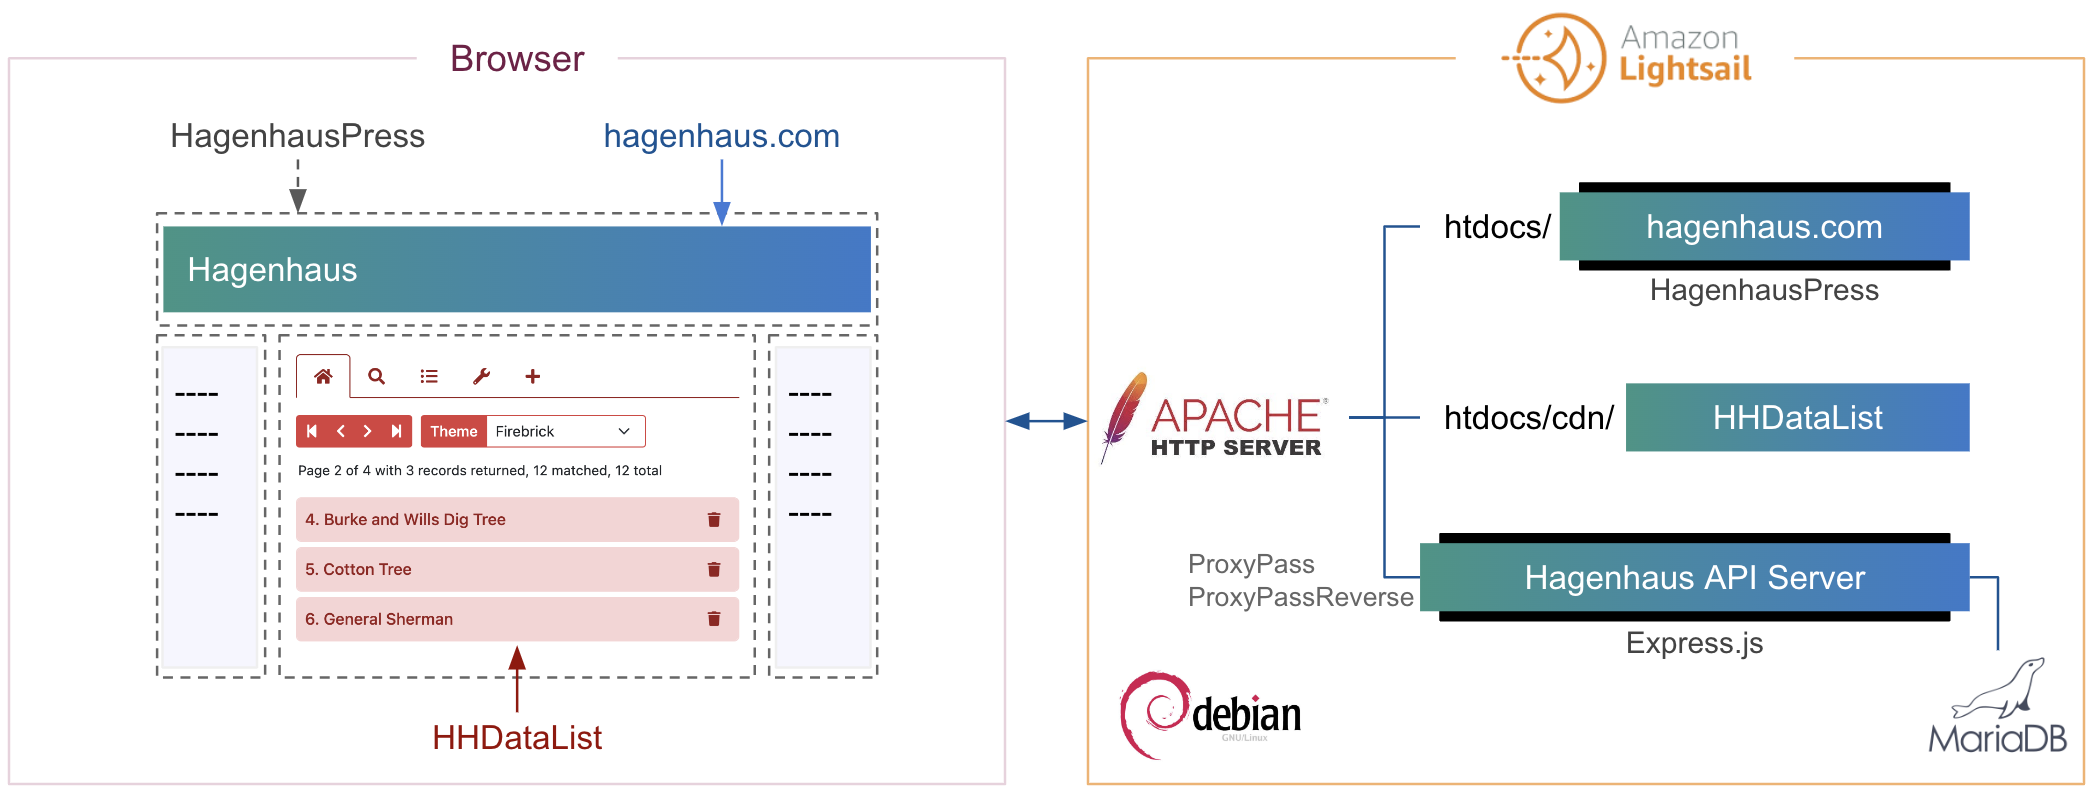 Browser
HagenhausPress
hagenhaus.com
Hagenhaus
----
----
----
----
Theme
Firebrick
Page 2 of 4 with 3 records returned, 12 matched, 12 total
4. Burke and Wills Dig Tree
5. Cotton Tree
6. General Sherman
----
----
----
----
HHDataList
Amazon
Lightsail
htdocs/
hagenhaus.com
HagenhausPress
APACHE®
HTTP SERVER
htdocs/cdn/
HHDataList
ProxyPass
ProxyPassReverse
Hagenhaus API Server
Express.js
debian
GNU/Linux
MariaDB